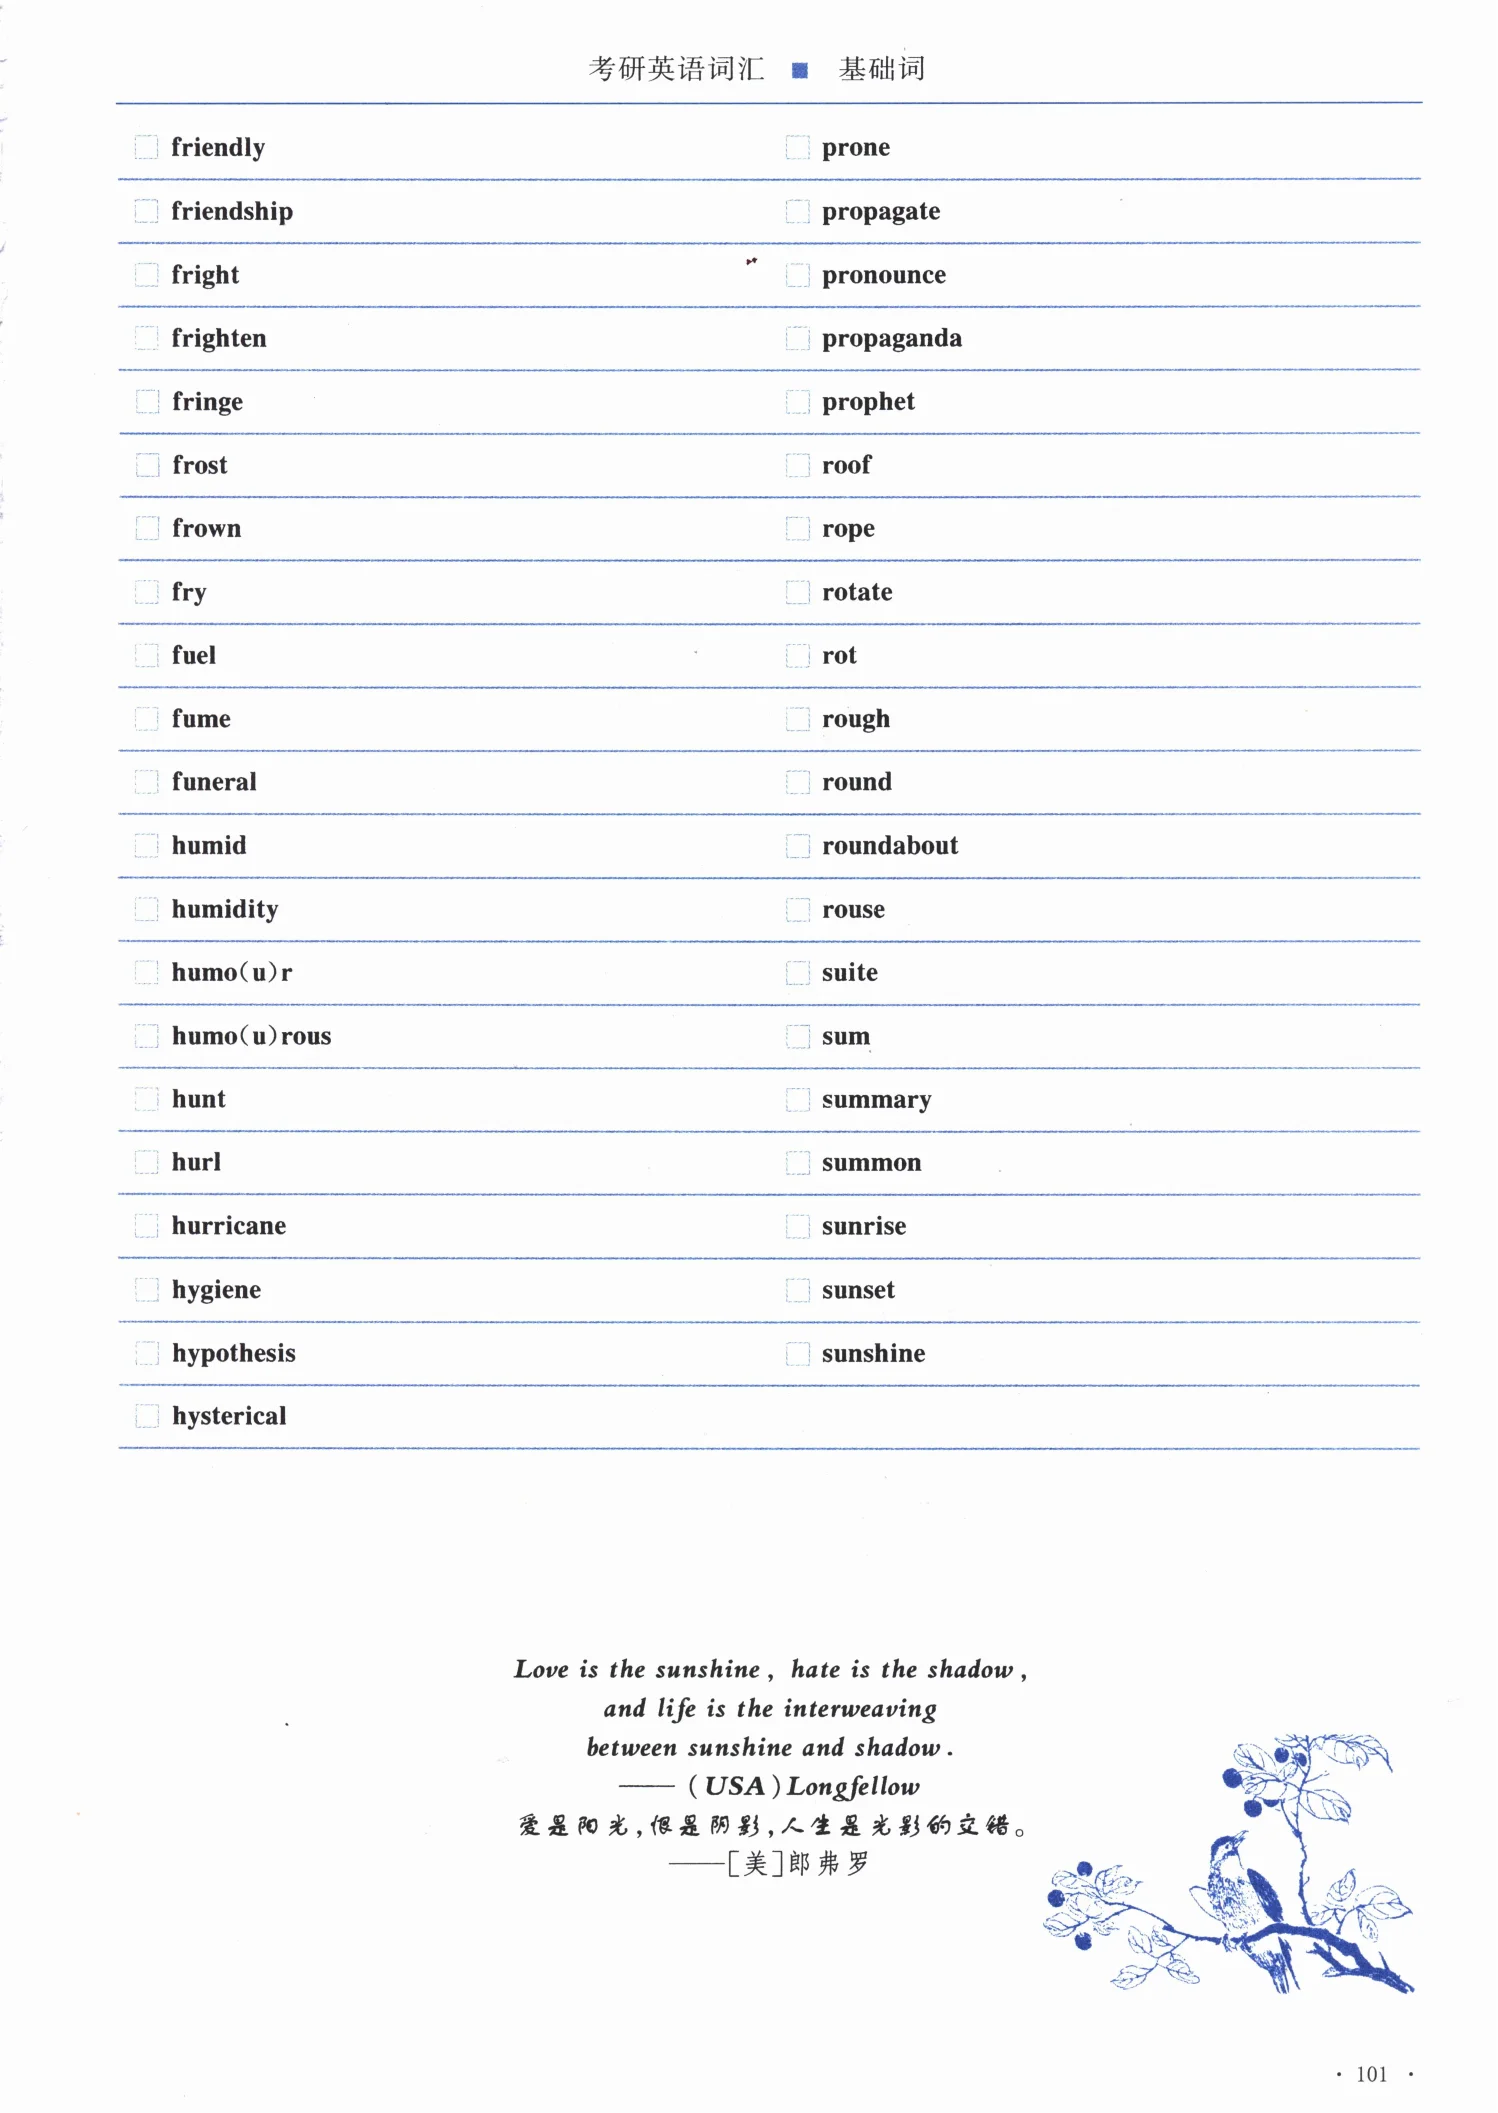 考研英语词汇 ■ 基础词
friendly
friendship
fright
frighten
fringe
frost
frown
fry
fuel
fume
funeral
humid
humidity
humo(u)r
humo(u)rous
hunt
hurl
hurricane
hygiene
hypothesis
hysterical
prone
propagate
pronounce
propaganda
prophet
roof
rope
rotate
rot
rough
round
roundabout
rouse
suite
sum
summary
summon
sunrise
sunset
sunshine
Love is the sunshine, hate is the shadow,
and life is the interweaving
between sunshine and shadow.
——(USA)Longfellow
爱是阳光,恨是阴影,人生是光影的交错。
——[美]郎弗罗
· 101 ·